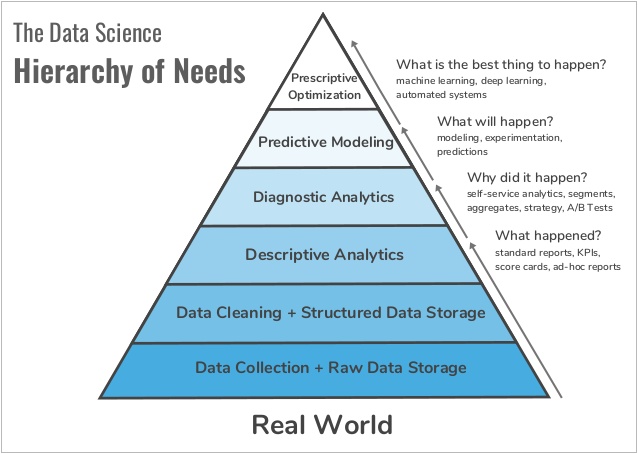 The Data Science
Hierarchy of Needs
Prescriptive
Optimization
What is the best thing to happen?
machine learning, deep learning,
automated systems
Predictive Modeling
What will happen?
modeling, experimentation,
predictions
Diagnostic Analytics
Why did it happen?
self-service analytics, segments,
aggregates, strategy, A/B Tests
Descriptive Analytics
What happened?
standard reports, KPIs,
score cards, ad-hoc reports
Data Cleaning + Structured Data Storage
Data Collection + Raw Data Storage
Real World